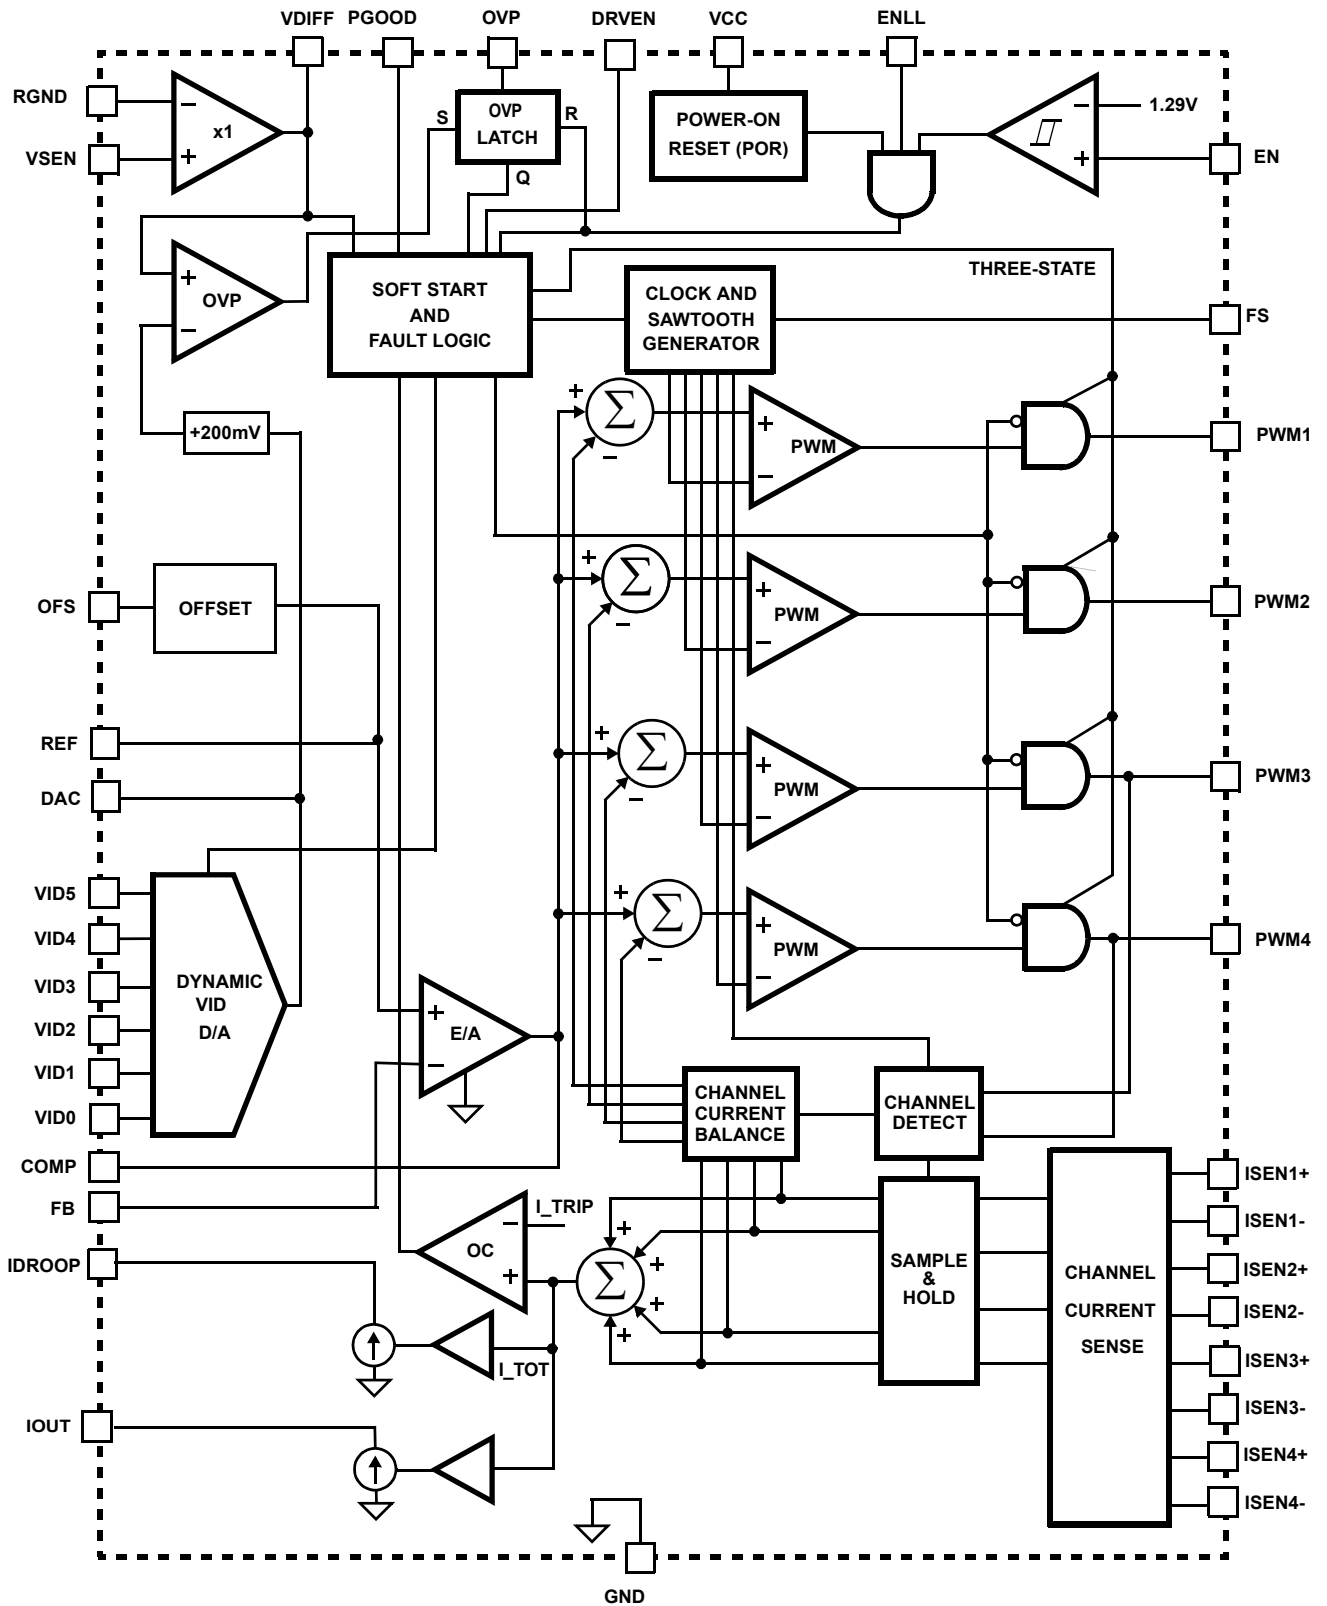 VDIFF
PGOOD
OVP
DRVEN
VCC
ENLL
RGND
−
x1
+
VSEN
S
OVP
LATCH
R
Q
POWER-ON
RESET (POR)
−
1.29V
+
EN
+
OVP
−
SOFT START
AND
FAULT LOGIC
CLOCK AND
SAWTOOTH
GENERATOR
THREE-STATE
FS
+200mV
+
Σ
−
+
PWM
−
PWM1
OFS
OFFSET
+
Σ
−
+
PWM
−
PWM2
REF
DAC
+
Σ
−
+
PWM
−
PWM3
VID5
VID4
VID3
VID2
VID1
VID0
DYNAMIC
VID
D/A
+
Σ
−
+
PWM
−
PWM4
+
E/A
−
COMP
FB
CHANNEL
CURRENT
BALANCE
CHANNEL
DETECT
I_TRIP
−
OC
+
+
+
Σ
+
+
SAMPLE
&
HOLD
CHANNEL
CURRENT
SENSE
IDROOP
I_TOT
IOUT
ISEN1+
ISEN1-
ISEN2+
ISEN2-
ISEN3+
ISEN3-
ISEN4+
ISEN4-
GND